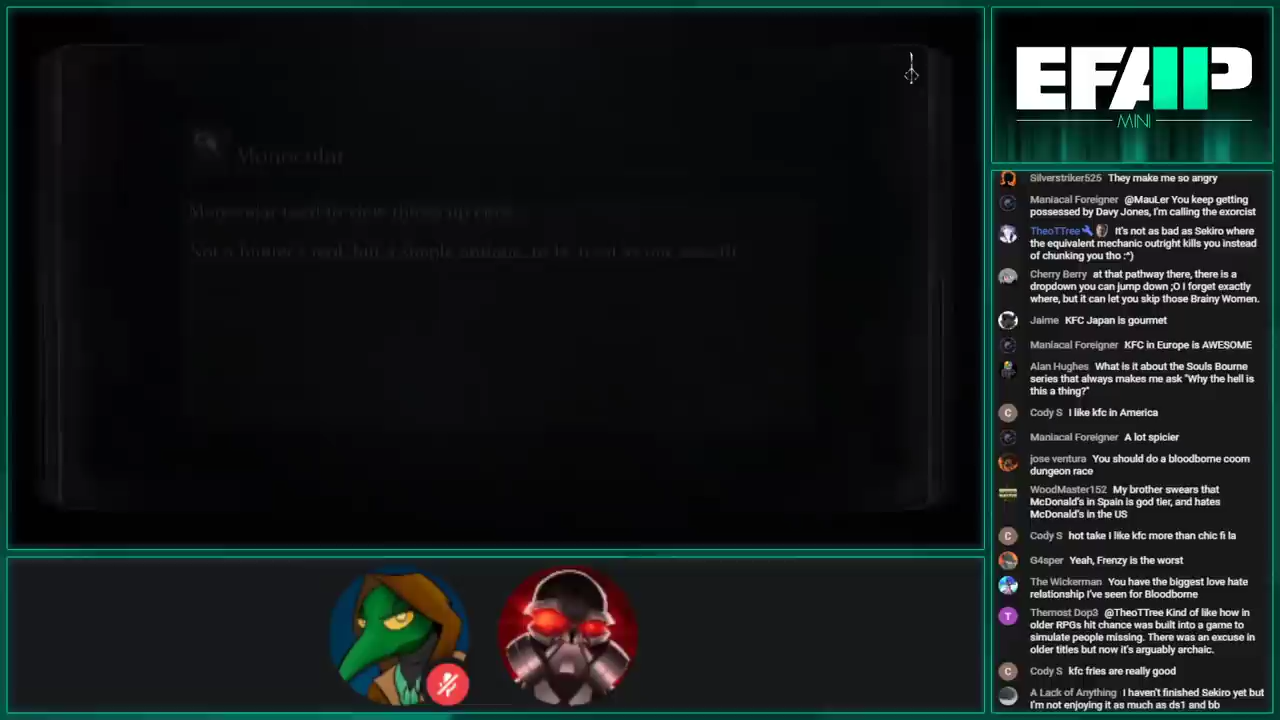 Monocular
Monocular used to view things up close.
EFAP
MINI
Silverstriker525 They make me so angry
Maniacal Foreigner @MauLer You keep getting
possessed by Davy Jones, I'm calling the exorcist
TheoTTree It's not as bad as Sekiro where
the equivalent mechanic outright kills you instead
of chunking you tho :*)
Cherry Berry at that pathway there, there is a
dropdown you can jump down ;O I forget exactly
where, but it can let you skip those Brainy Women.
Jaime KFC Japan is gourmet
Maniacal Foreigner KFC in Europe is AWESOME
Alan Hughes What is it about the Souls Bourne
series that always makes me ask "Why the hell is
this a thing?"
C Cody S I like kfc in America
Maniacal Foreigner A lot spicier
jose ventura You should do a bloodborne coom
dungeon race
WoodMaster152 My brother swears that
McDonald's in Spain is god tier, and hates
McDonald's in the US
C Cody S hot take I like kfc more than chic fi la
G4sper Yeah, Frenzy is the worst
The Wickerman You have the biggest love hate
relationship I've seen for Bloodborne
T Themost Dop3 @TheoTTree Kind of like how in
older RPGs hit chance was built into a game to
simulate people missing. There was an excuse in
older titles but now it's arguably archaic.
C Cody S kfc fries are really good
A Lack of Anything I haven't finished Sekiro yet but
I'm not enjoying it as much as ds1 and bb